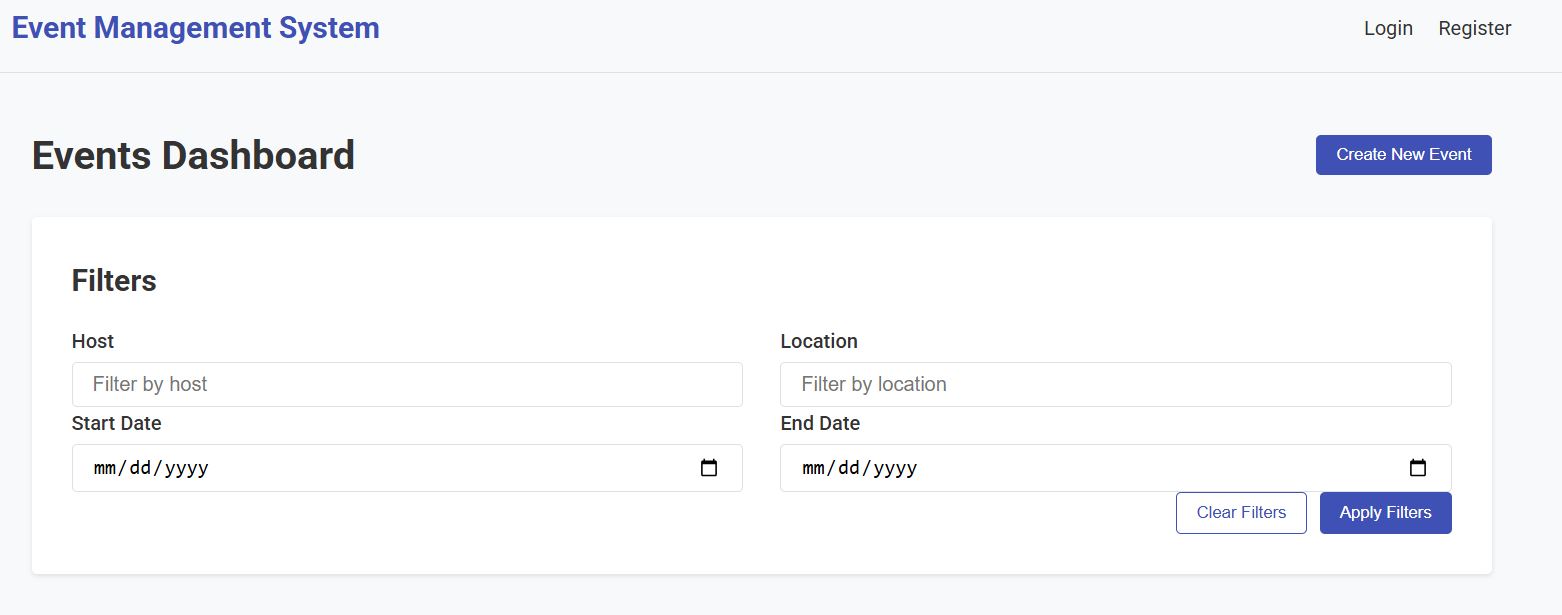 Event Management System
Login Register
Events Dashboard
Create New Event
Filters
Host
Location
Filter by host
Filter by location
Start Date
End Date
mm/dd/yyyy
mm/dd/yyyy
Clear Filters
Apply Filters